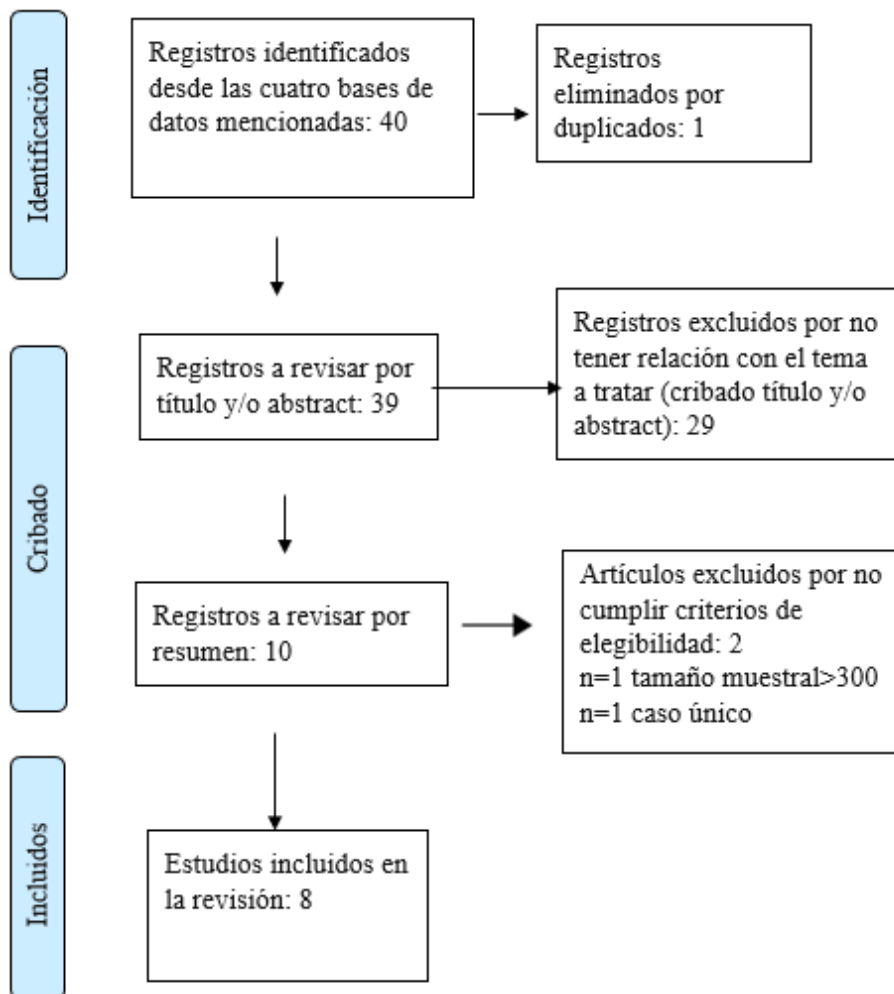 Identificación
Registros identificados
desde las cuatro bases de
datos mencionadas: 40
Registros
eliminados por
duplicados: 1
Cribado
Registros a revisar por
título y/o abstract: 39
Registros excluidos por no
tener relación con el tema
a tratar (cribado título y/o
abstract): 29
Registros a revisar por
resumen: 10
Artículos excluidos por no
cumplir criterios de
elegibilidad: 2
n=1 tamaño muestral>300
n=1 caso único
Incluidos
Estudios incluidos en
la revisión: 8